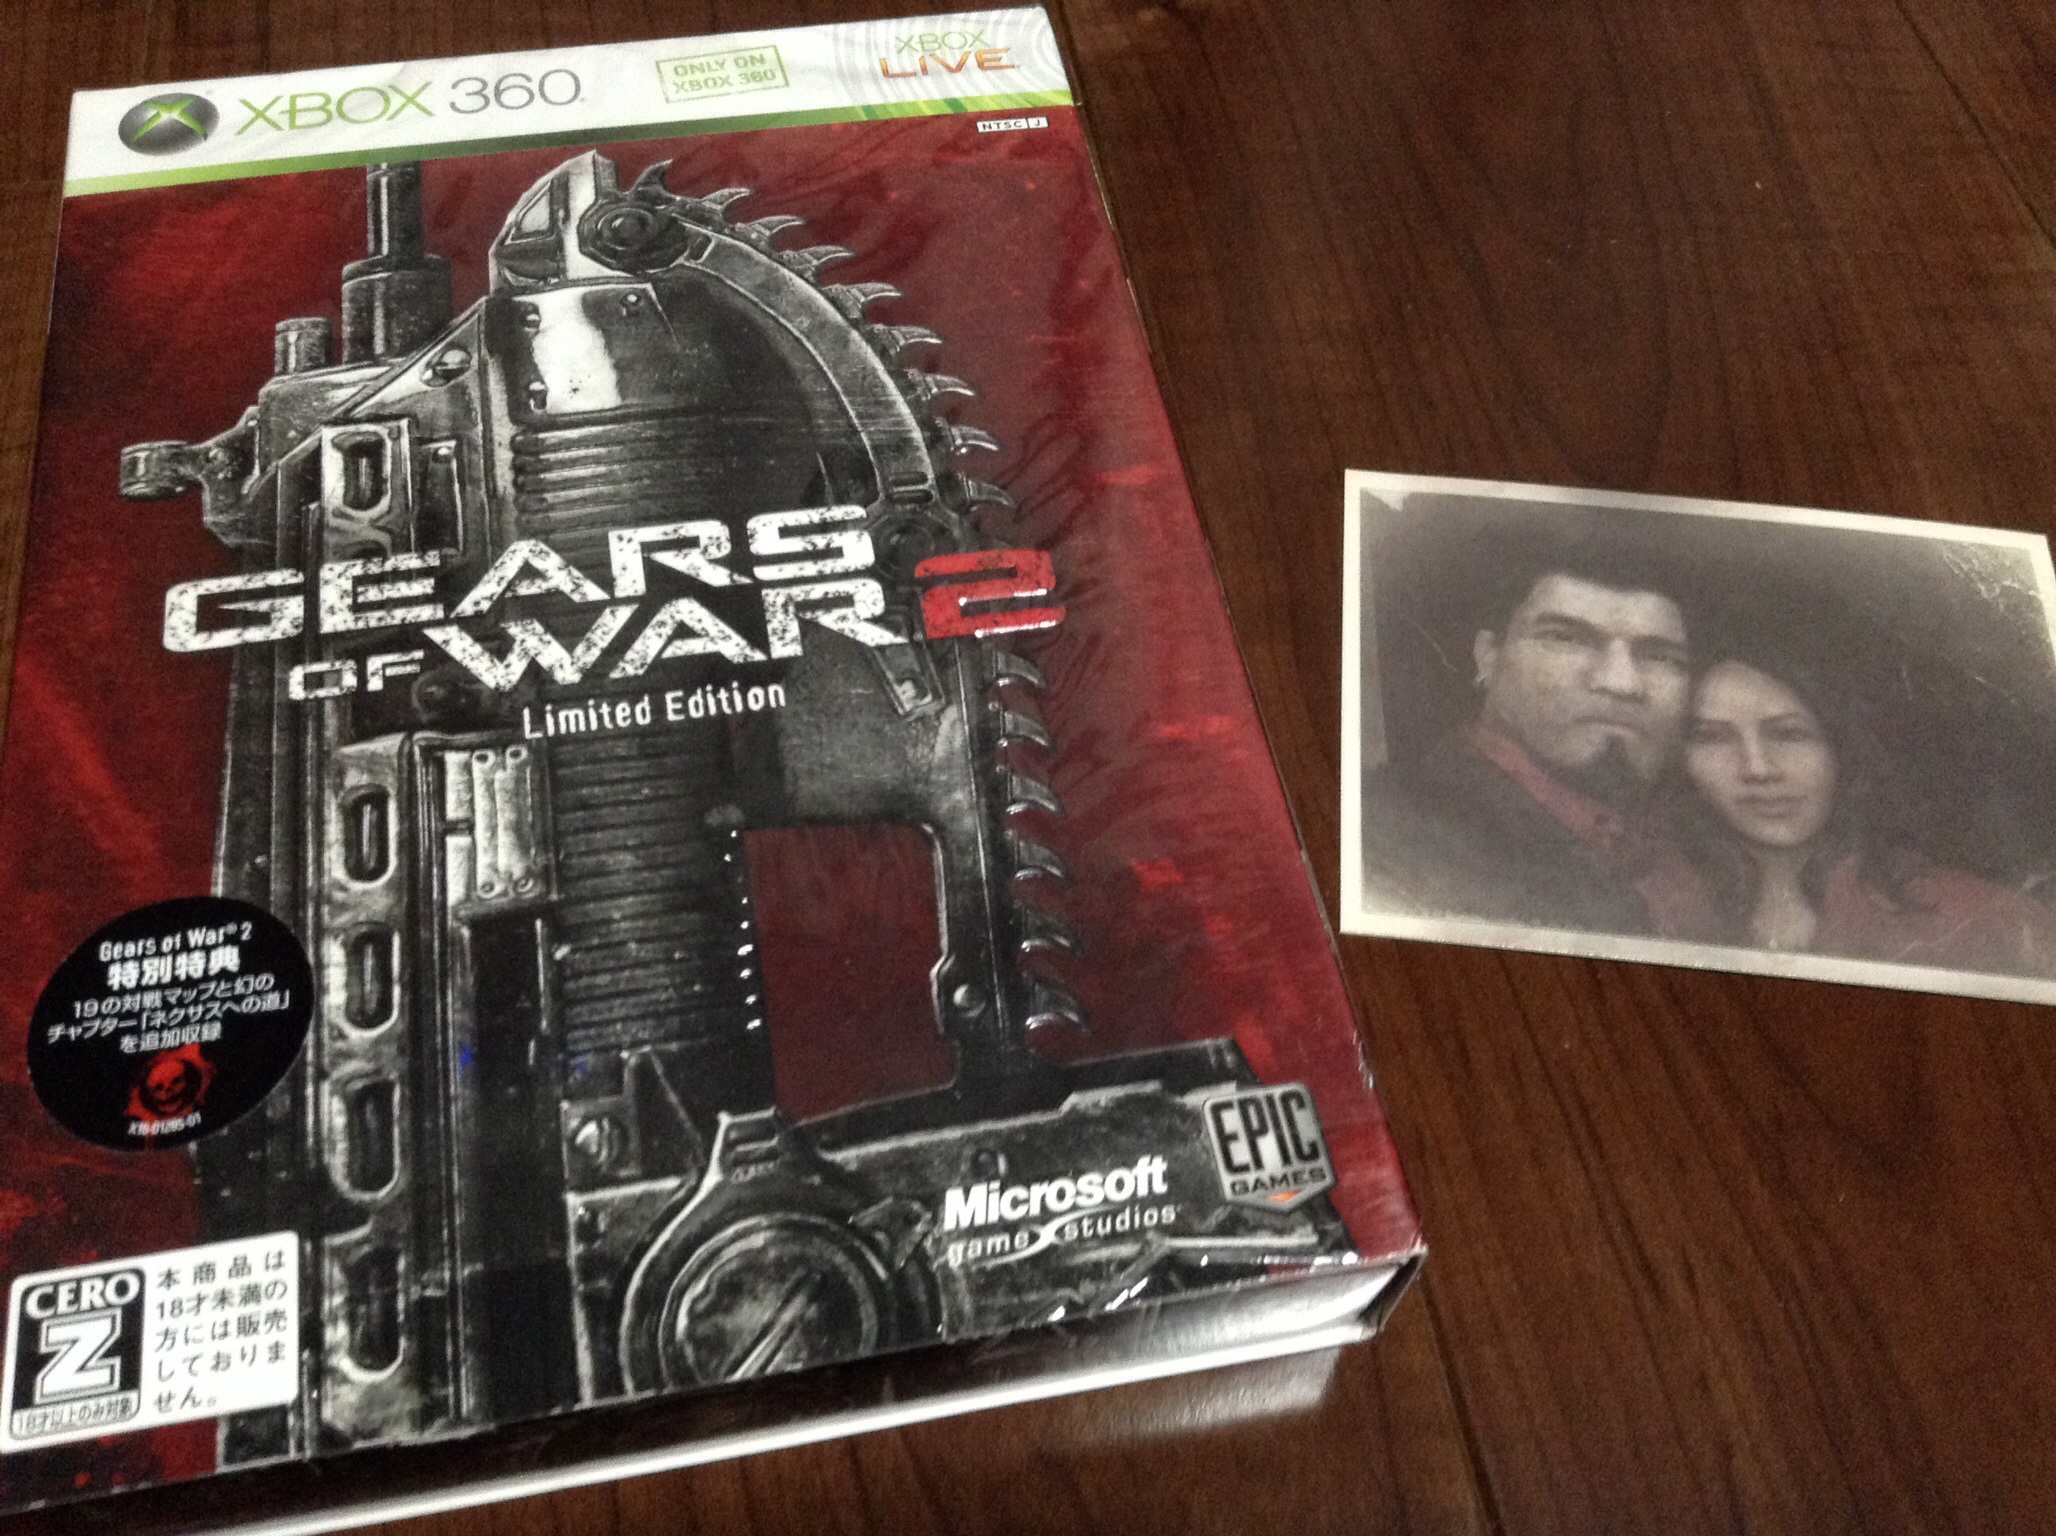 XBOX 360
ONLY ON
XBOX 360
XBOX
LIVE
NTSC J
GEARS
OF WAR 2
Limited Edition
Gears of War® 2
特別特典
19の対戦マップと幻の
チャプター「ネクサスへの道」
を追加収録
X16-01285-01
Microsoft
game studios
EPIC
GAMES
CERO
Z
18才以上のみ対象
本商品は
18才未満の
方には販売
しておりま
せん。